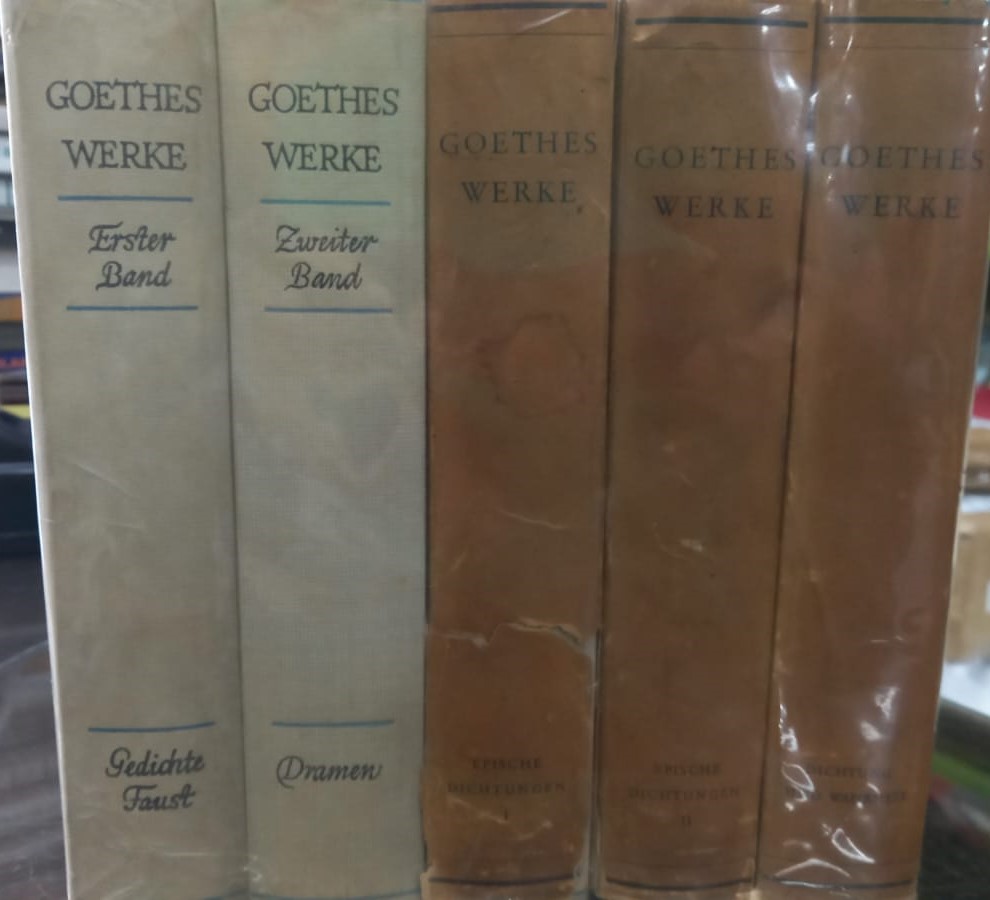 GOETHES
WERKE
Erster
Band
Gedichte
Faust
GOETHES
WERKE
Zweiter
Band
Dramen
GOETHES
WERKE
EPISCHE
DICHTUNGEN
I
GOETHES
WERKE
EPISCHE
DICHTUNGEN
II
GOETHES
WERKE
DICHTUNG